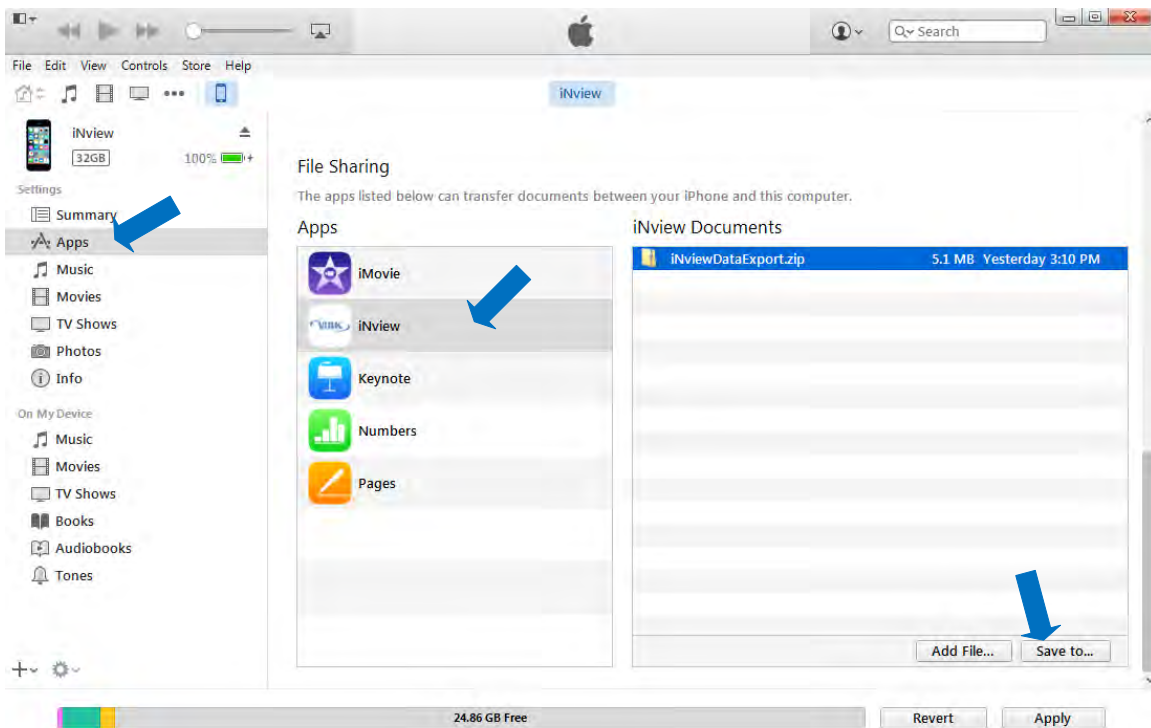 Search
File Edit View Controls Store Help
iNview
iNview
32GB 100%
Settings
Summary
Apps
Music
Movies
TV Shows
Photos
Info
On My Device
Music
Movies
TV Shows
Books
Audiobooks
Tones
File Sharing
The apps listed below can transfer documents between your iPhone and this computer.
Apps
iMovie
iNview
Keynote
Numbers
Pages
iNview Documents
iNviewDataExport.zip 5.1 MB Yesterday 3:10 PM
Add File... Save to...
24.86 GB Free
Revert Apply